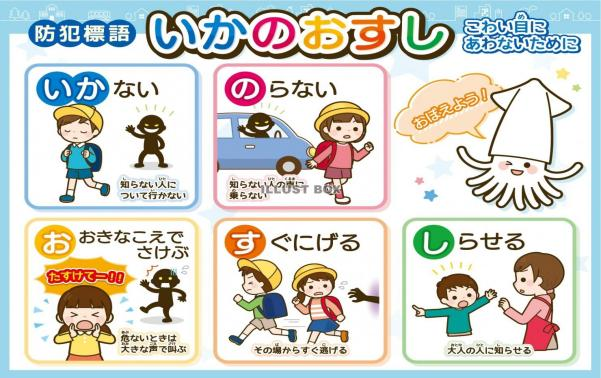 防犯標語
いかのおすし
こわい目に
あわないために
いかない
知らない人に
ついて行かない
のらない
知らない人の車に
乗らない
おぼえよう!
ILLUST BOX
おおきなこえで
さけぶ
たすけてー!!
危ないときは
大きな声で叫ぶ
すぐにげる
その場からすぐ逃げる
しらせる
大人の人に知らせる